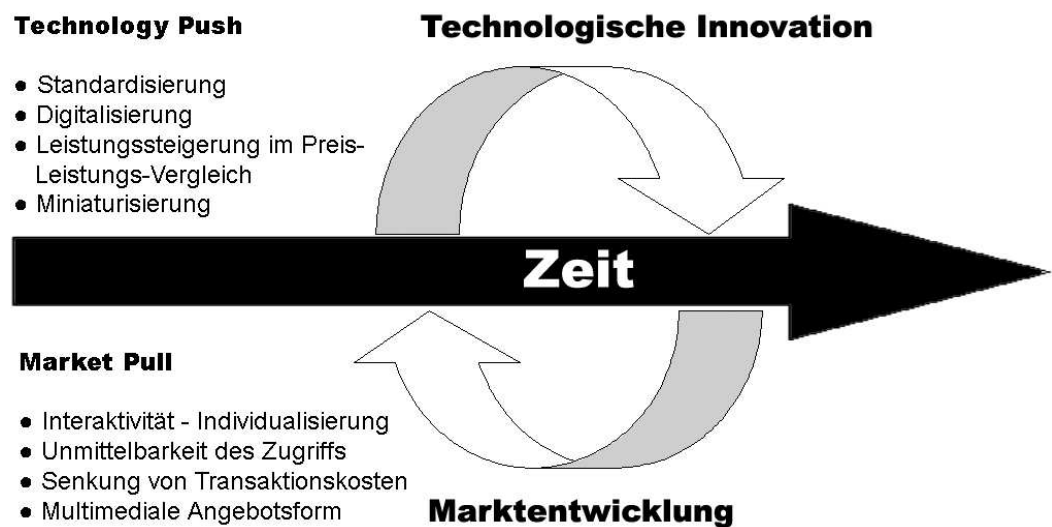 Technology Push
Technologische Innovation
● Standardisierung
● Digitalisierung
● Leistungssteigerung im Preis-
Leistungs-Vergleich
● Miniaturisierung
Zeit
Market Pull
● Interaktivität - Individualisierung
● Unmittelbarkeit des Zugriffs
● Senkung von Transaktionskosten
● Multimediale Angebotsform
Marktentwicklung